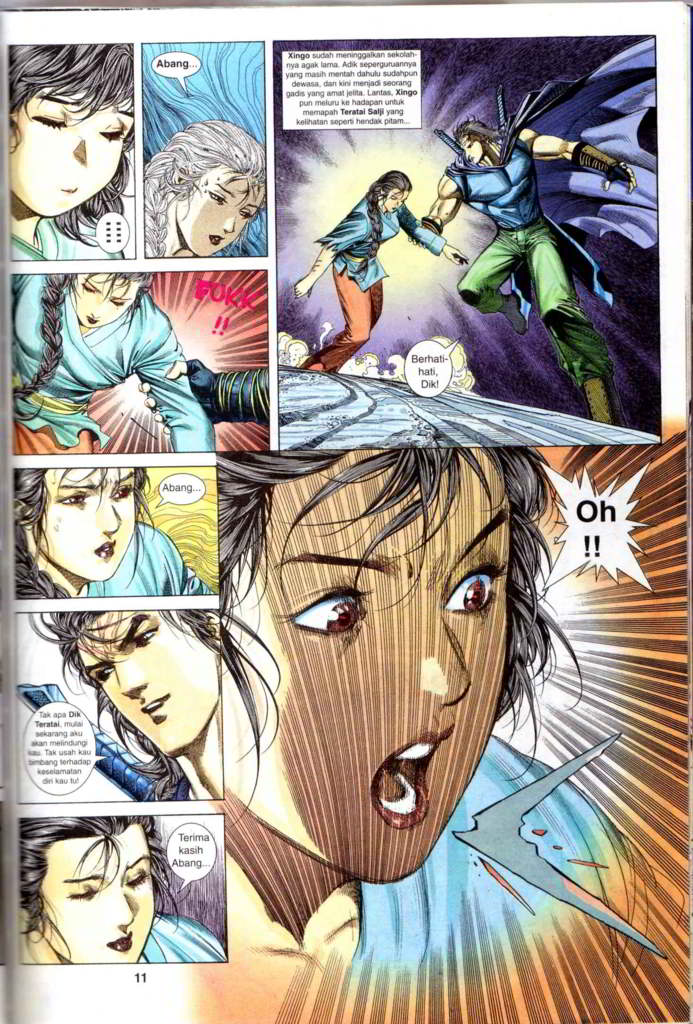 Abang...
Xingo sudah meninggalkan sekolah-
nya agak lama. Adik seperguruannya
yang masih mentah dahulu sudahpun
dewasa, dan kini menjadi seorang
gadis yang amat jelita. Lantas, Xingo
pun meluru ke hadapan untuk
memapah Teratai Salji yang
kelihatan seperti hendak pitam...
Berhati-
hati,
Dik!
FOKK
!!
Abang...
Oh
!!
Tak apa Dik
Teratai, mulai
sekarang aku
akan melindungi
kau. Tak usah kau
bimbang terhadap
keselamatan
diri kau tu!
Terima
kasih
Abang...
11